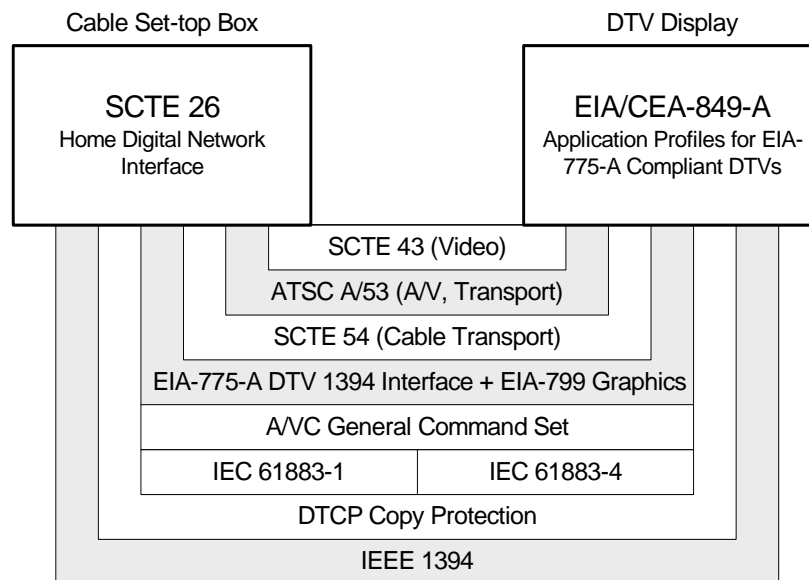 Cable Set-top Box
DTV Display
SCTE 26
Home Digital Network
Interface
EIA/CEA-849-A
Application Profiles for EIA-
775-A Compliant DTVs
SCTE 43 (Video)
ATSC A/53 (A/V, Transport)
SCTE 54 (Cable Transport)
EIA-775-A DTV 1394 Interface + EIA-799 Graphics
A/VC General Command Set
IEC 61883-1
IEC 61883-4
DTCP Copy Protection
IEEE 1394